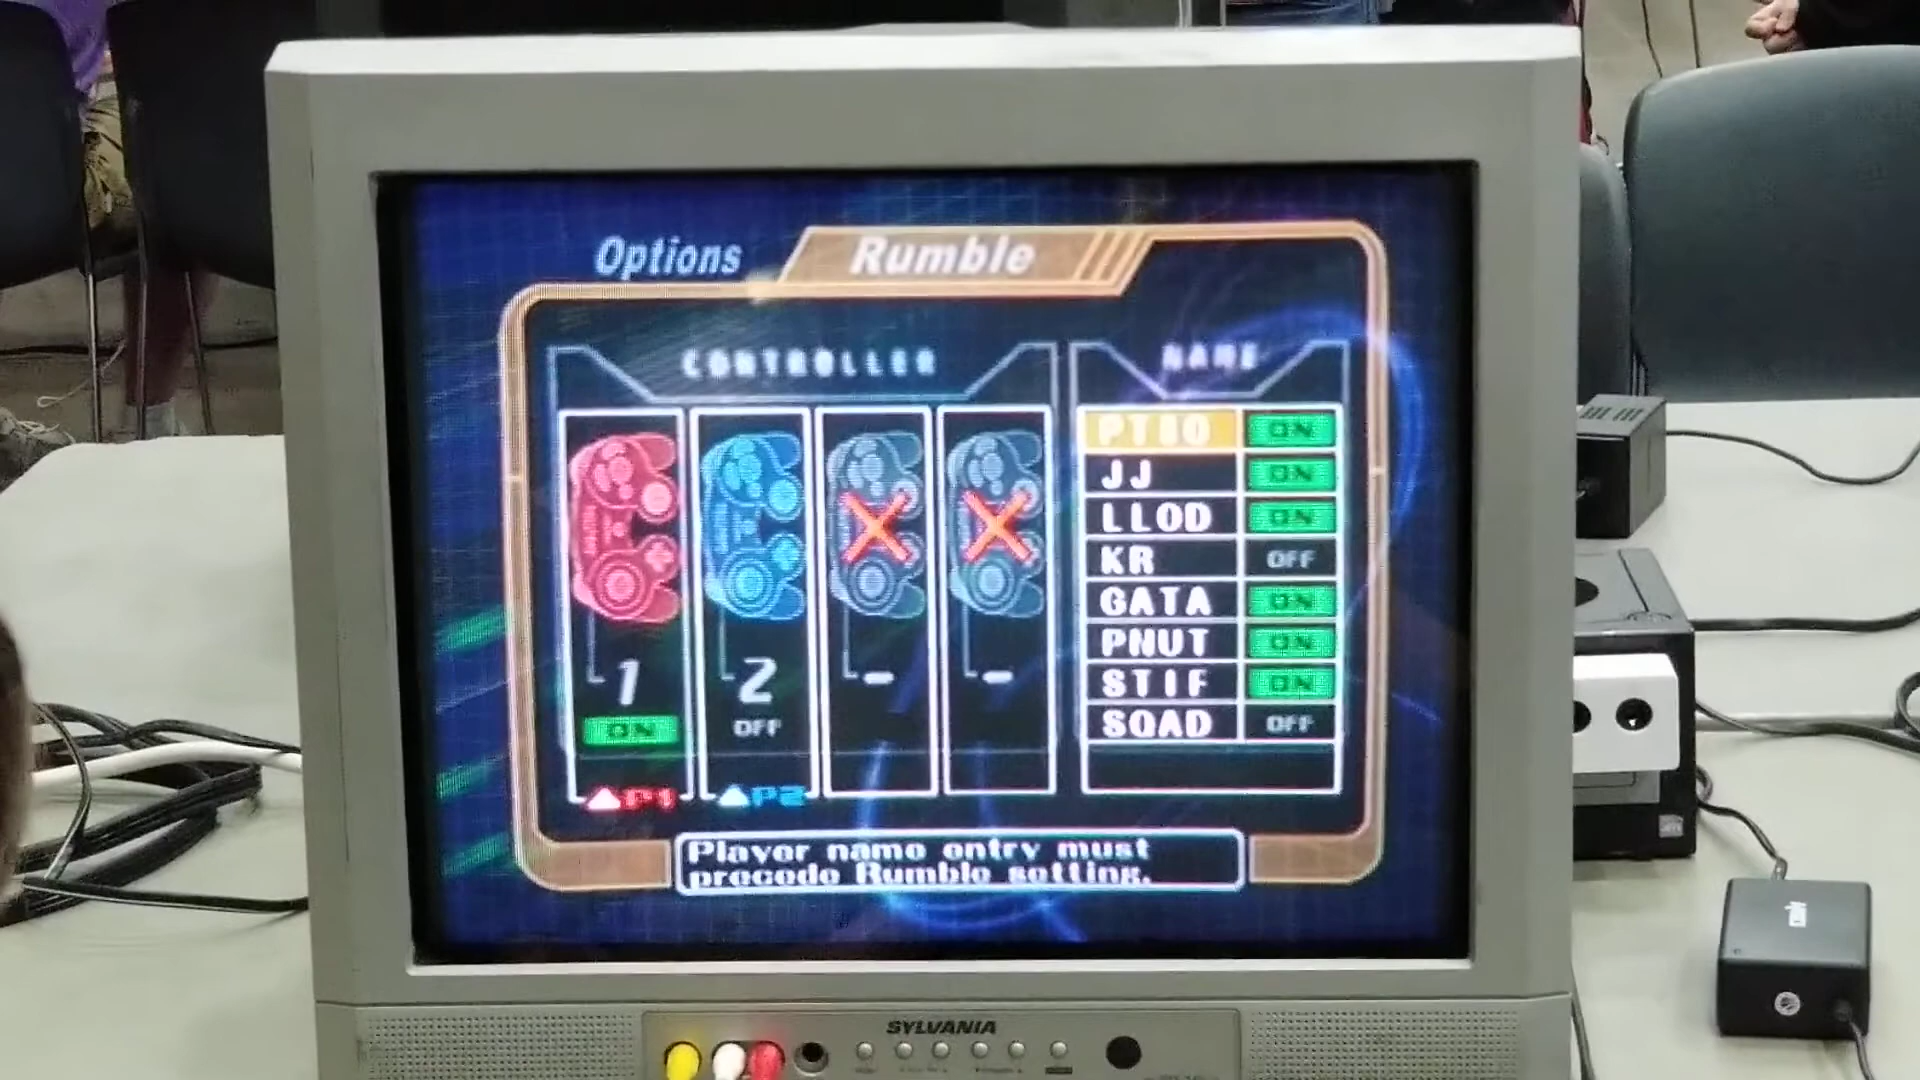 Options
Rumble
CONTROLLER
NAME
PT80 ON
JJ ON
LLOD ON
KR OFF
GATA ON
PNUT ON
STIF ON
SQAD OFF
1 2 - -
ON OFF
P1 P2
Player name entry must
precede Rumble setting.
SYLVANIA